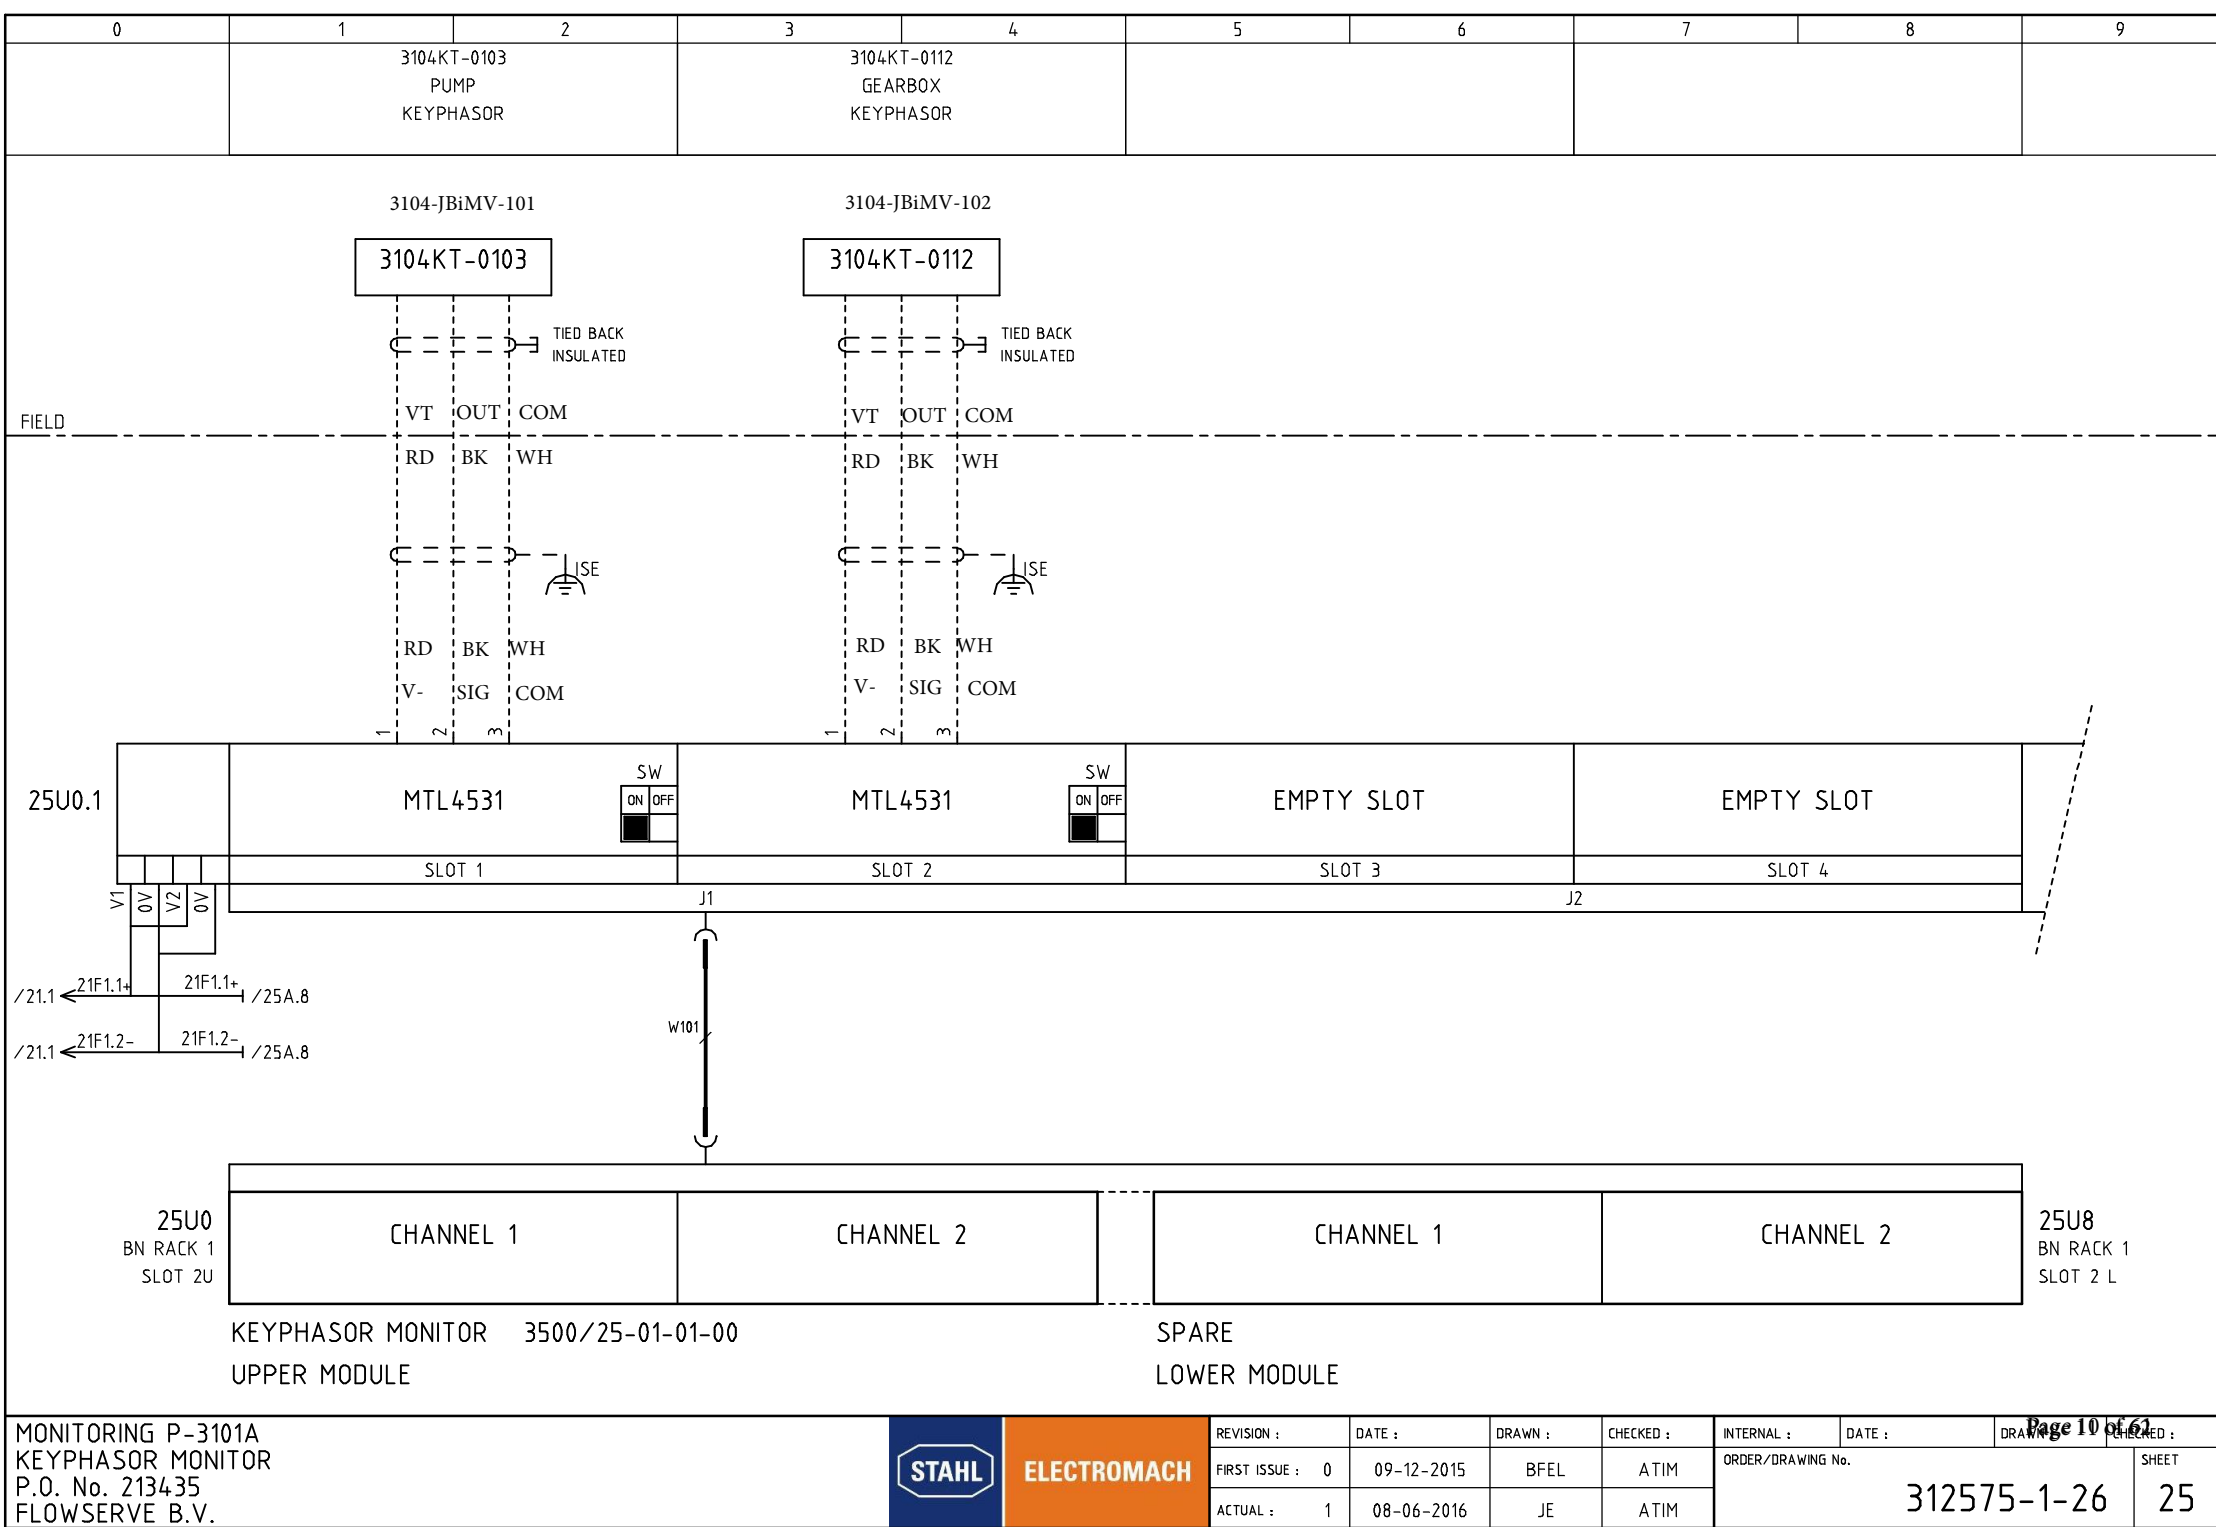 0 1 2 3 4 5 6 7 8 9
3104KT-0103 3104KT-0112
PUMP GEARBOX
KEYPHASOR KEYPHASOR
3104-JBiMV-101 3104-JBiMV-102
3104KT-0103 3104KT-0112
TIED BACK TIED BACK
INSULATED INSULATED
VT OUT COM VT OUT COM
FIELD
RD BK WH RD BK WH
ISE ISE
RD BK WH RD BK WH
V- SIG COM V- SIG COM
1 2 3 1 2 3
SW SW
25U0.1 MTL4531 ON OFF MTL4531 ON OFF EMPTY SLOT EMPTY SLOT
SLOT 1 SLOT 2 SLOT 3 SLOT 4
V1 0V V2 0V J1 J2
/21.1 21F1.1+ 21F1.1+ /25A.8
W101
/21.1 21F1.2- 21F1.2- /25A.8
25U0 CHANNEL 1 CHANNEL 2 CHANNEL 1 CHANNEL 2 25U8
BN RACK 1 BN RACK 1
SLOT 2U SLOT 2 L
KEYPHASOR MONITOR 3500/25-01-01-00 SPARE
UPPER MODULE LOWER MODULE
MONITORING P-3101A
KEYPHASOR MONITOR
P.O. No. 213435
FLOWSERVE B.V.
STAHL ELECTROMACH
REVISION : DATE : DRAWN : CHECKED : INTERNAL : DATE :
FIRST ISSUE : 0 09-12-2015 BFEL ATIM
ACTUAL : 1 08-06-2016 JE ATIM
ORDER/DRAWING No. SHEET
312575-1-26 25